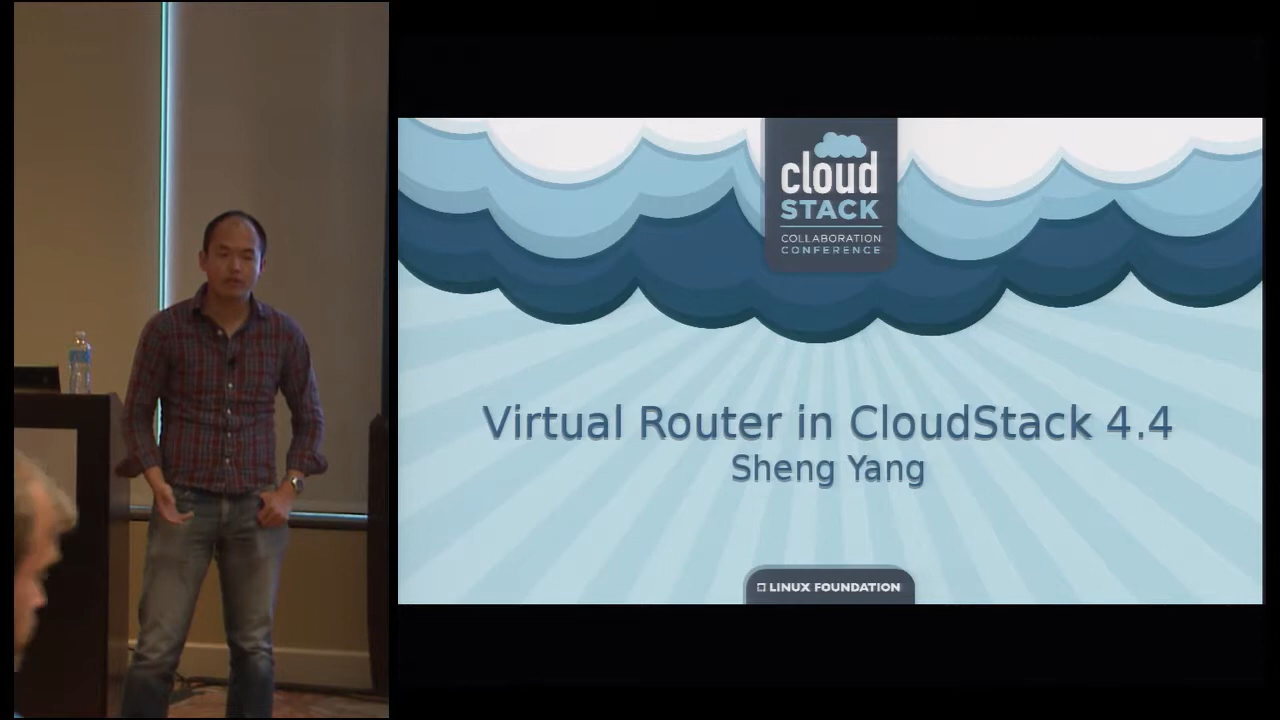 cloud
STACK
COLLABORATION
CONFERENCE
Virtual Router in CloudStack 4.4
Sheng Yang
LINUX FOUNDATION